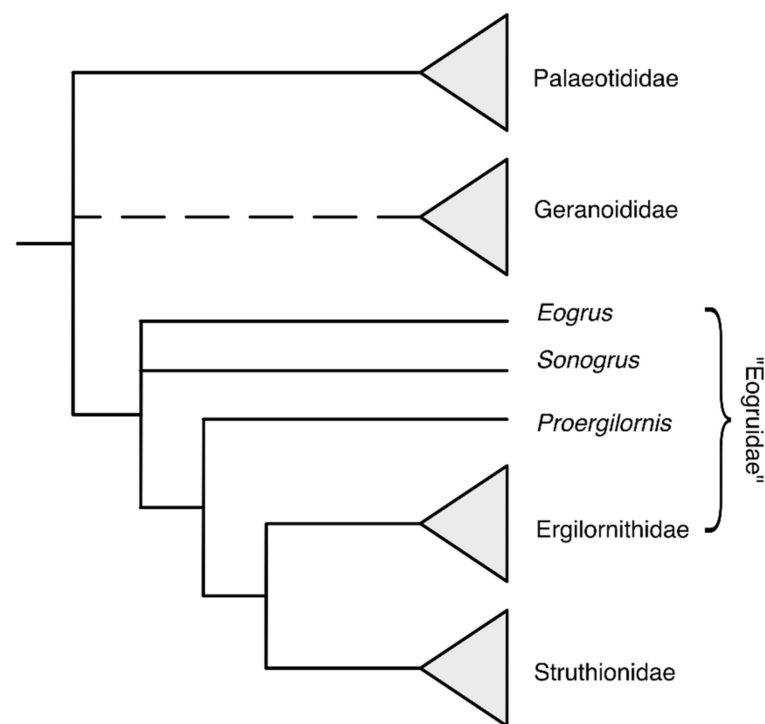 Palaeotididae
Geranoididae
Eogrus
Sonogrus
Proergilornis
Ergilornithidae
Struthionidae
"Eogruidae"